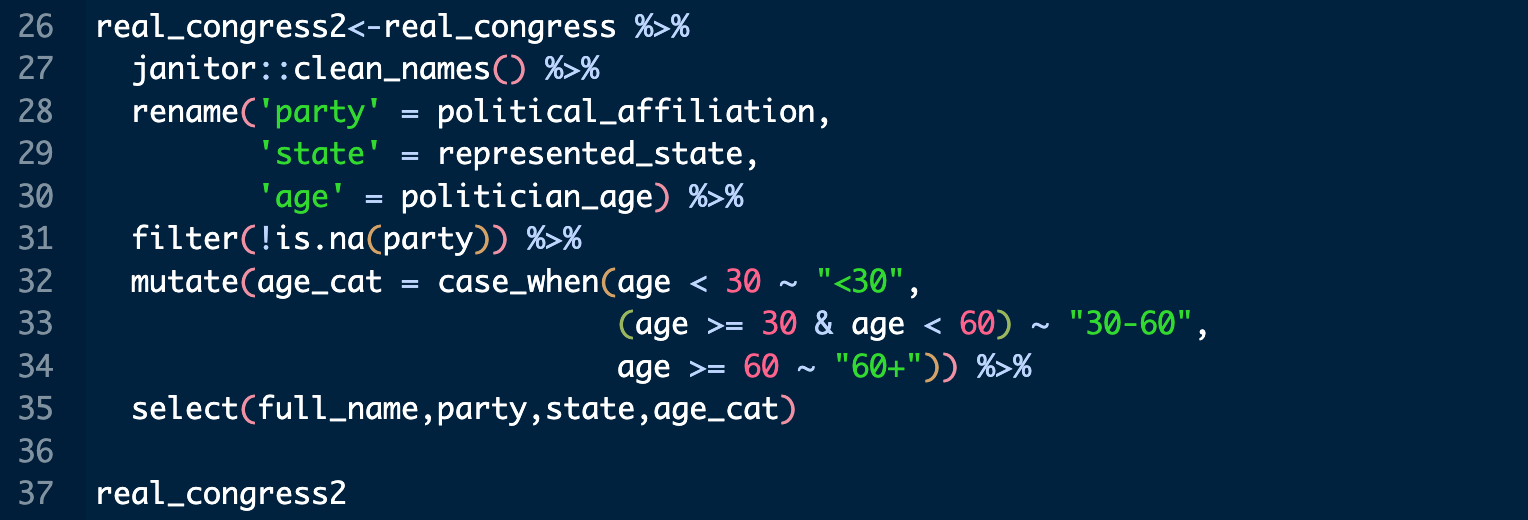 26 real_congress2<-real_congress %>%
27   janitor::clean_names() %>%
28   rename('party' = political_affiliation,
29          'state' = represented_state,
30          'age' = politician_age) %>%
31   filter(!is.na(party)) %>%
32   mutate(age_cat = case_when(age < 30 ~ "<30",
33                              (age >= 30 & age < 60) ~ "30-60",
34                              age >= 60 ~ "60+")) %>%
35   select(full_name,party,state,age_cat)
36
37 real_congress2